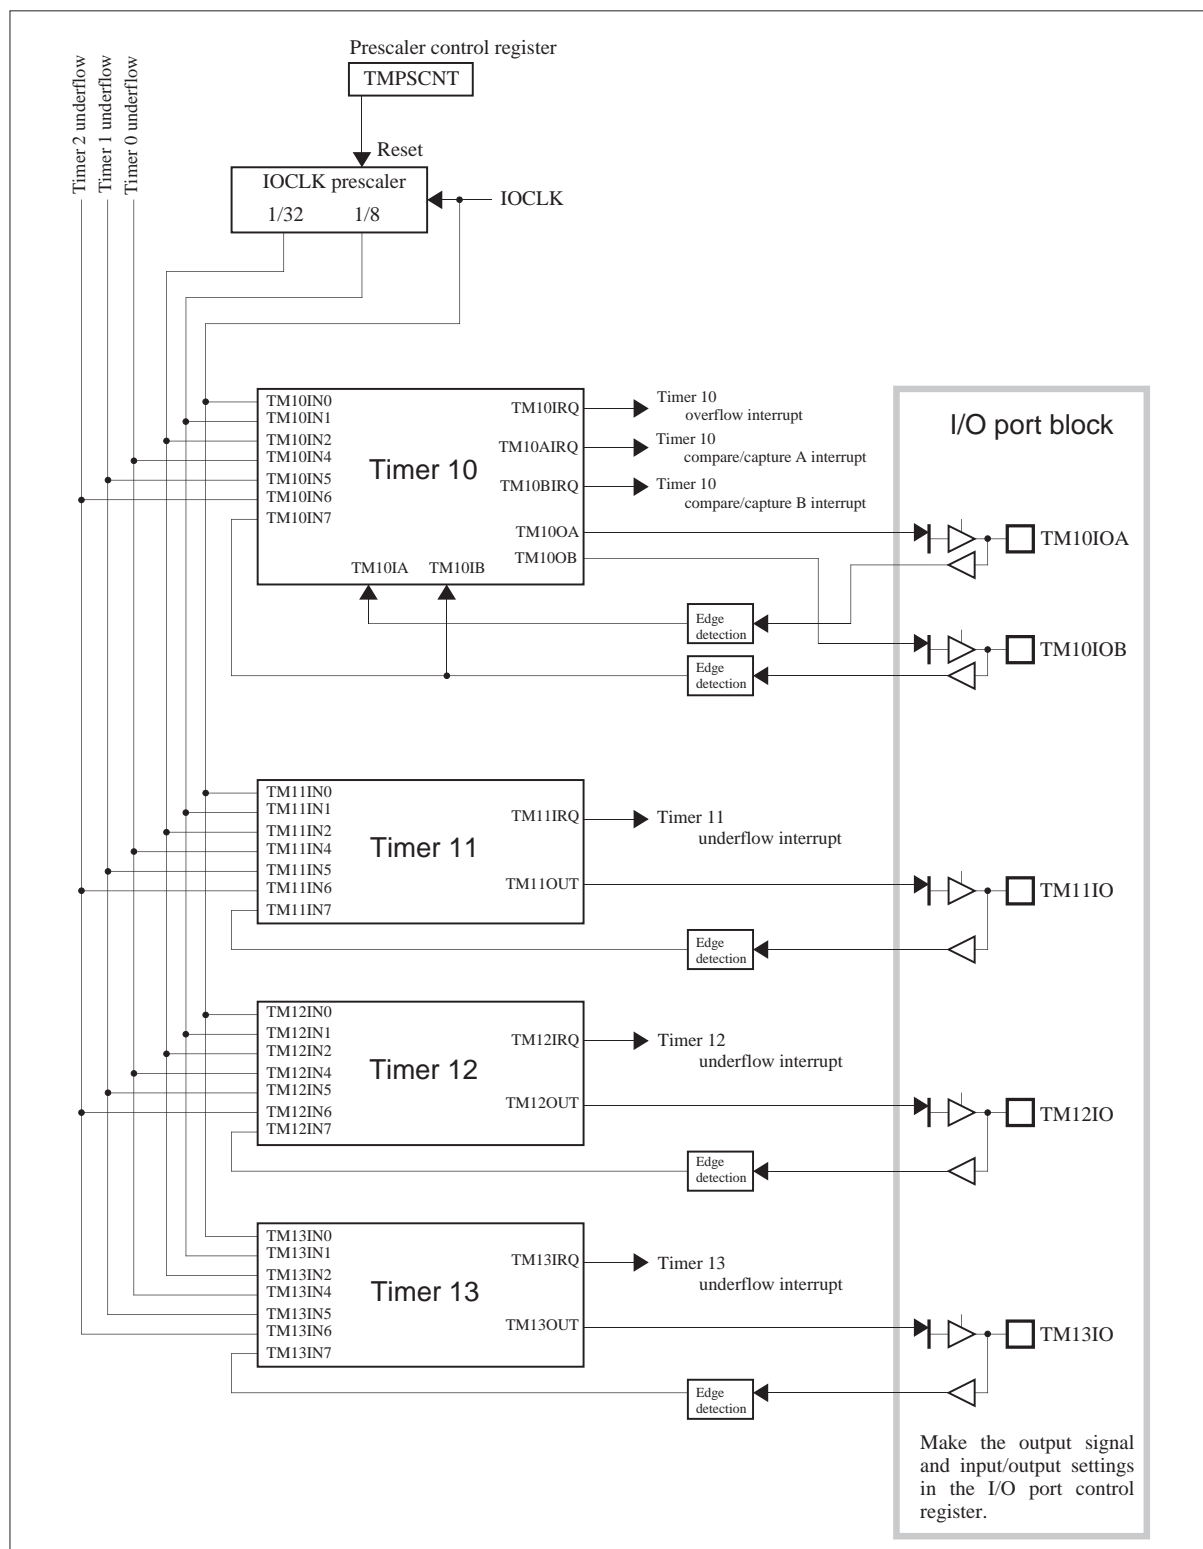 Prescaler control register
TMPSCNT
Timer 2 underflow
Timer 1 underflow
Timer 0 underflow
Reset
IOCLK prescaler
1/32 1/8
IOCLK
TM10IN0
TM10IN1
TM10IN2
TM10IN4
TM10IN5
TM10IN6
TM10IN7
Timer 10
TM10IRQ
TM10AIRQ
TM10BIRQ
TM10OA
TM10OB
TM10IA TM10IB
Timer 10
overflow interrupt
Timer 10
compare/capture A interrupt
Timer 10
compare/capture B interrupt
I/O port block
TM10IOA
Edge
detection
TM10IOB
Edge
detection
TM11IN0
TM11IN1
TM11IN2
TM11IN4
TM11IN5
TM11IN6
TM11IN7
Timer 11
TM11IRQ
TM11OUT
Timer 11
underflow interrupt
TM11IO
Edge
detection
TM12IN0
TM12IN1
TM12IN2
TM12IN4
TM12IN5
TM12IN6
TM12IN7
Timer 12
TM12IRQ
TM12OUT
Timer 12
underflow interrupt
TM12IO
Edge
detection
TM13IN0
TM13IN1
TM13IN2
TM13IN4
TM13IN5
TM13IN6
TM13IN7
Timer 13
TM13IRQ
TM13OUT
Timer 13
underflow interrupt
TM13IO
Edge
detection
Make the output signal
and input/output settings
in the I/O port control
register.